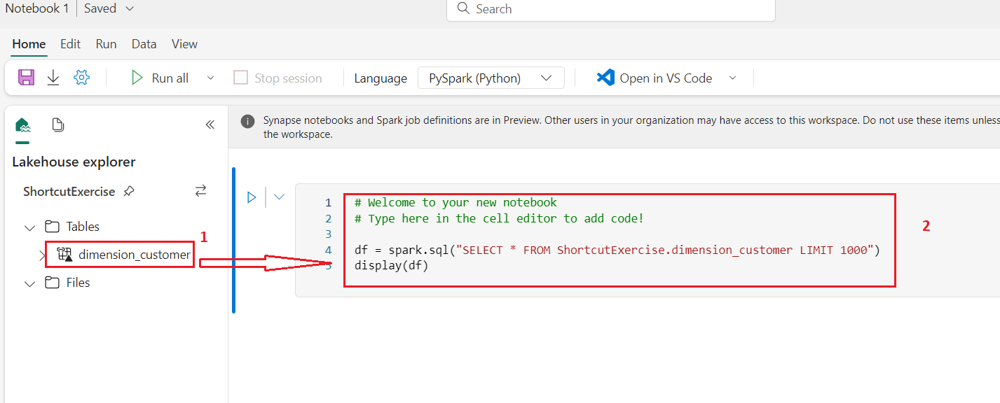 Notebook 1 Saved
Search
Home Edit Run Data View
Run all Stop session Language PySpark (Python) Open in VS Code
Synapse notebooks and Spark job definitions are in Preview. Other users in your organization may have access to this workspace. Do not use these items unless
the workspace.
Lakehouse explorer
ShortcutExercise
Tables
dimension_customer
Files
1
1 # Welcome to your new notebook
2 # Type here in the cell editor to add code!
3
4 df = spark.sql("SELECT * FROM ShortcutExercise.dimension_customer LIMIT 1000")
5 display(df)
2